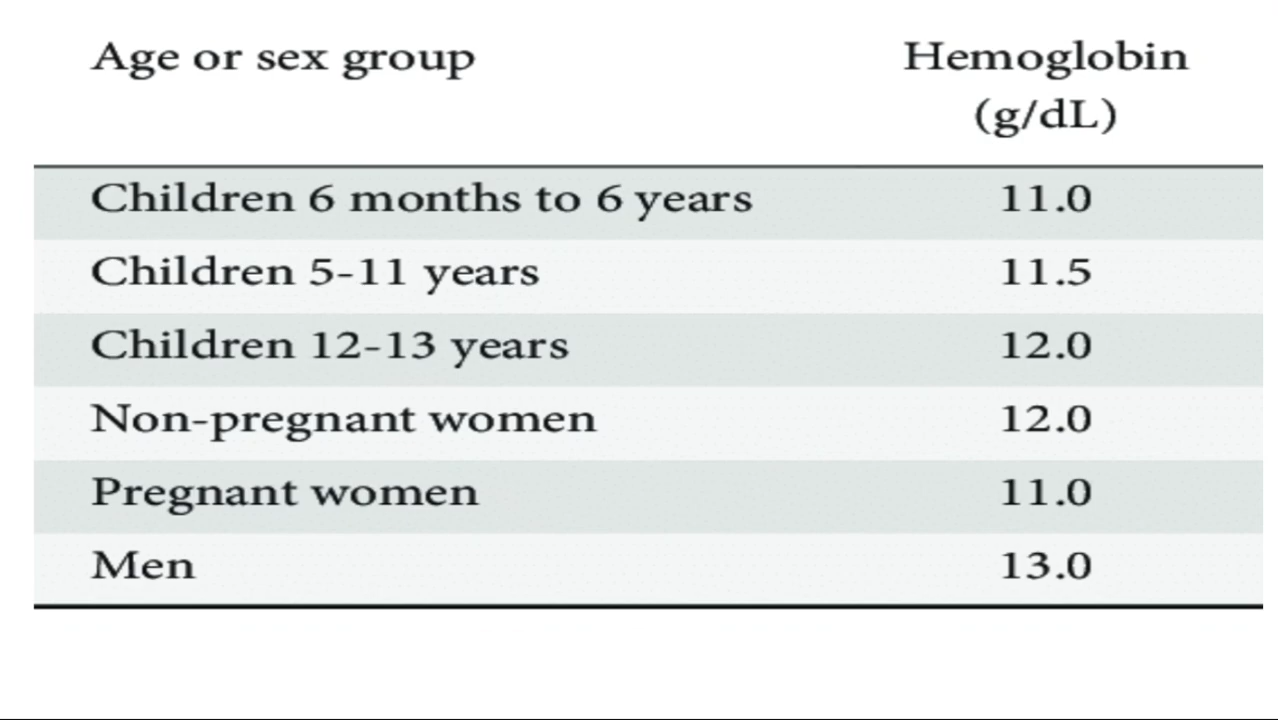 Age or sex group Hemoglobin
(g/dL)
Children 6 months to 6 years 11.0
Children 5-11 years 11.5
Children 12-13 years 12.0
Non-pregnant women 12.0
Pregnant women 11.0
Men 13.0